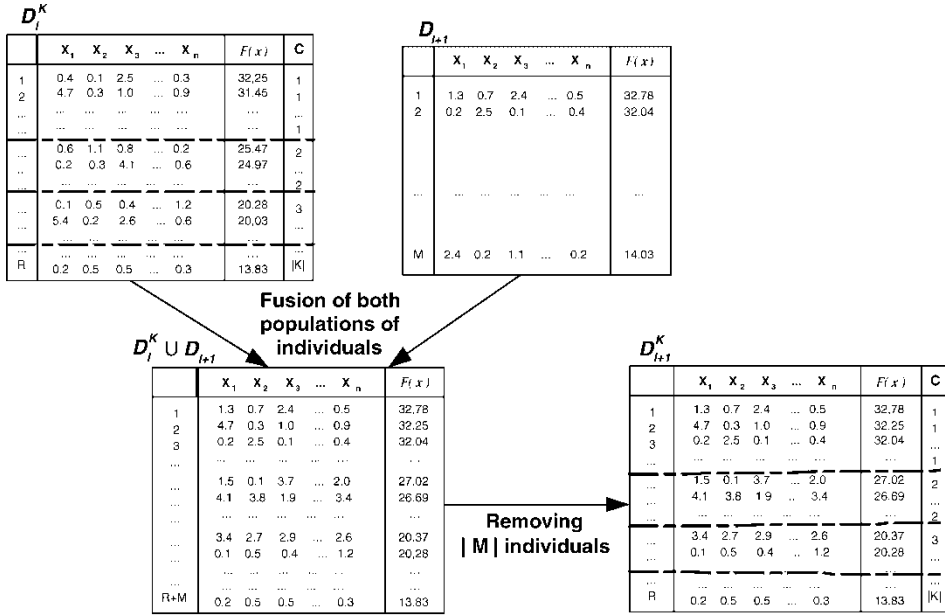 D_l^K
X1 X2 X3 ... Xn F(x) C
1 0.4 0.1 2.5 ... 0.3 32,25 1
2 4.7 0.3 1.0 ... 0.9 31.45 1
... ... ... ... ... ... ...
... ... ... ... ... ... ... 1
... 0.6 1.1 0.8 ... 0.2 25.47 2
.. 0.2 0.3 4.1 ... 0.6 24.97
... ... ... ... ... ... ... 2
... 0.1 0.5 0.4 ... 1.2 20.28 3
... 5.4 0.2 2.6 ... 0.6 20,03 ...
... ... ... ... ... ...
... ... ... ... ... ... ... ...
R 0.2 0.5 0.5 ... 0.3 13.83 |K|
D_{l+1}
X1 X2 X3 ... Xn F(x)
1 1.3 0.7 2.4 ... 0.5 32.78
2 0.2 2.5 0.1 ... 0.4 32.04
... ... ... ... ... ...
M 2.4 0.2 1.1 ... 0.2 14.03
Fusion of both
populations of
individuals
D_l^K ∪ D_{l+1}
X1 X2 X3 ... Xn F(x)
1 1.3 0.7 2.4 ... 0.5 32,78
2 4.7 0.3 1.0 ... 0.9 32.25
3 0.2 2.5 0.1 ... 0.4 32.04
... ... ... ... ... ... ...
... 1.5 0.1 3.7 ... 2.0 27.02
... 4.1 3.8 1.9 ... 3.4 26.69
... ... ... ... ... ... ...
... 3.4 2.7 2.9 ... 2.6 20.37
... 0.1 0.5 0.4 ... 1.2 20,28
... ... ... ... ... ... ...
... ... ... ... ... ... ...
R+M 0.2 0.5 0.5 ... 0.3 13.83
Removing
| M | individuals
D_{l+1}^K
X1 X2 X3 ... Xn F(x) C
1 1.3 0.7 2.4 ... 0.5 32,78 1
2 4.7 0.3 1.0 ... 0.9 32.25 1
3 0.2 2.5 0.1 ... 0.4 32.04 ...
... ... ... ... ... ... ... 1
... 1.5 0.1 3.7 ... 2.0 27.02 2
... 4.1 3.8 1.9 .. 3.4 26.69 ...
... ... ... ... ... ... ... 2
... 3.4 2.7 2.9 ... 2.6 20.37 3
... 0.1 0.5 0.4 .. 1.2 20.28
... ... ... ... ... ... ... ...
R 0.2 0.5 0.5 ... 0.3 13.83 |K|